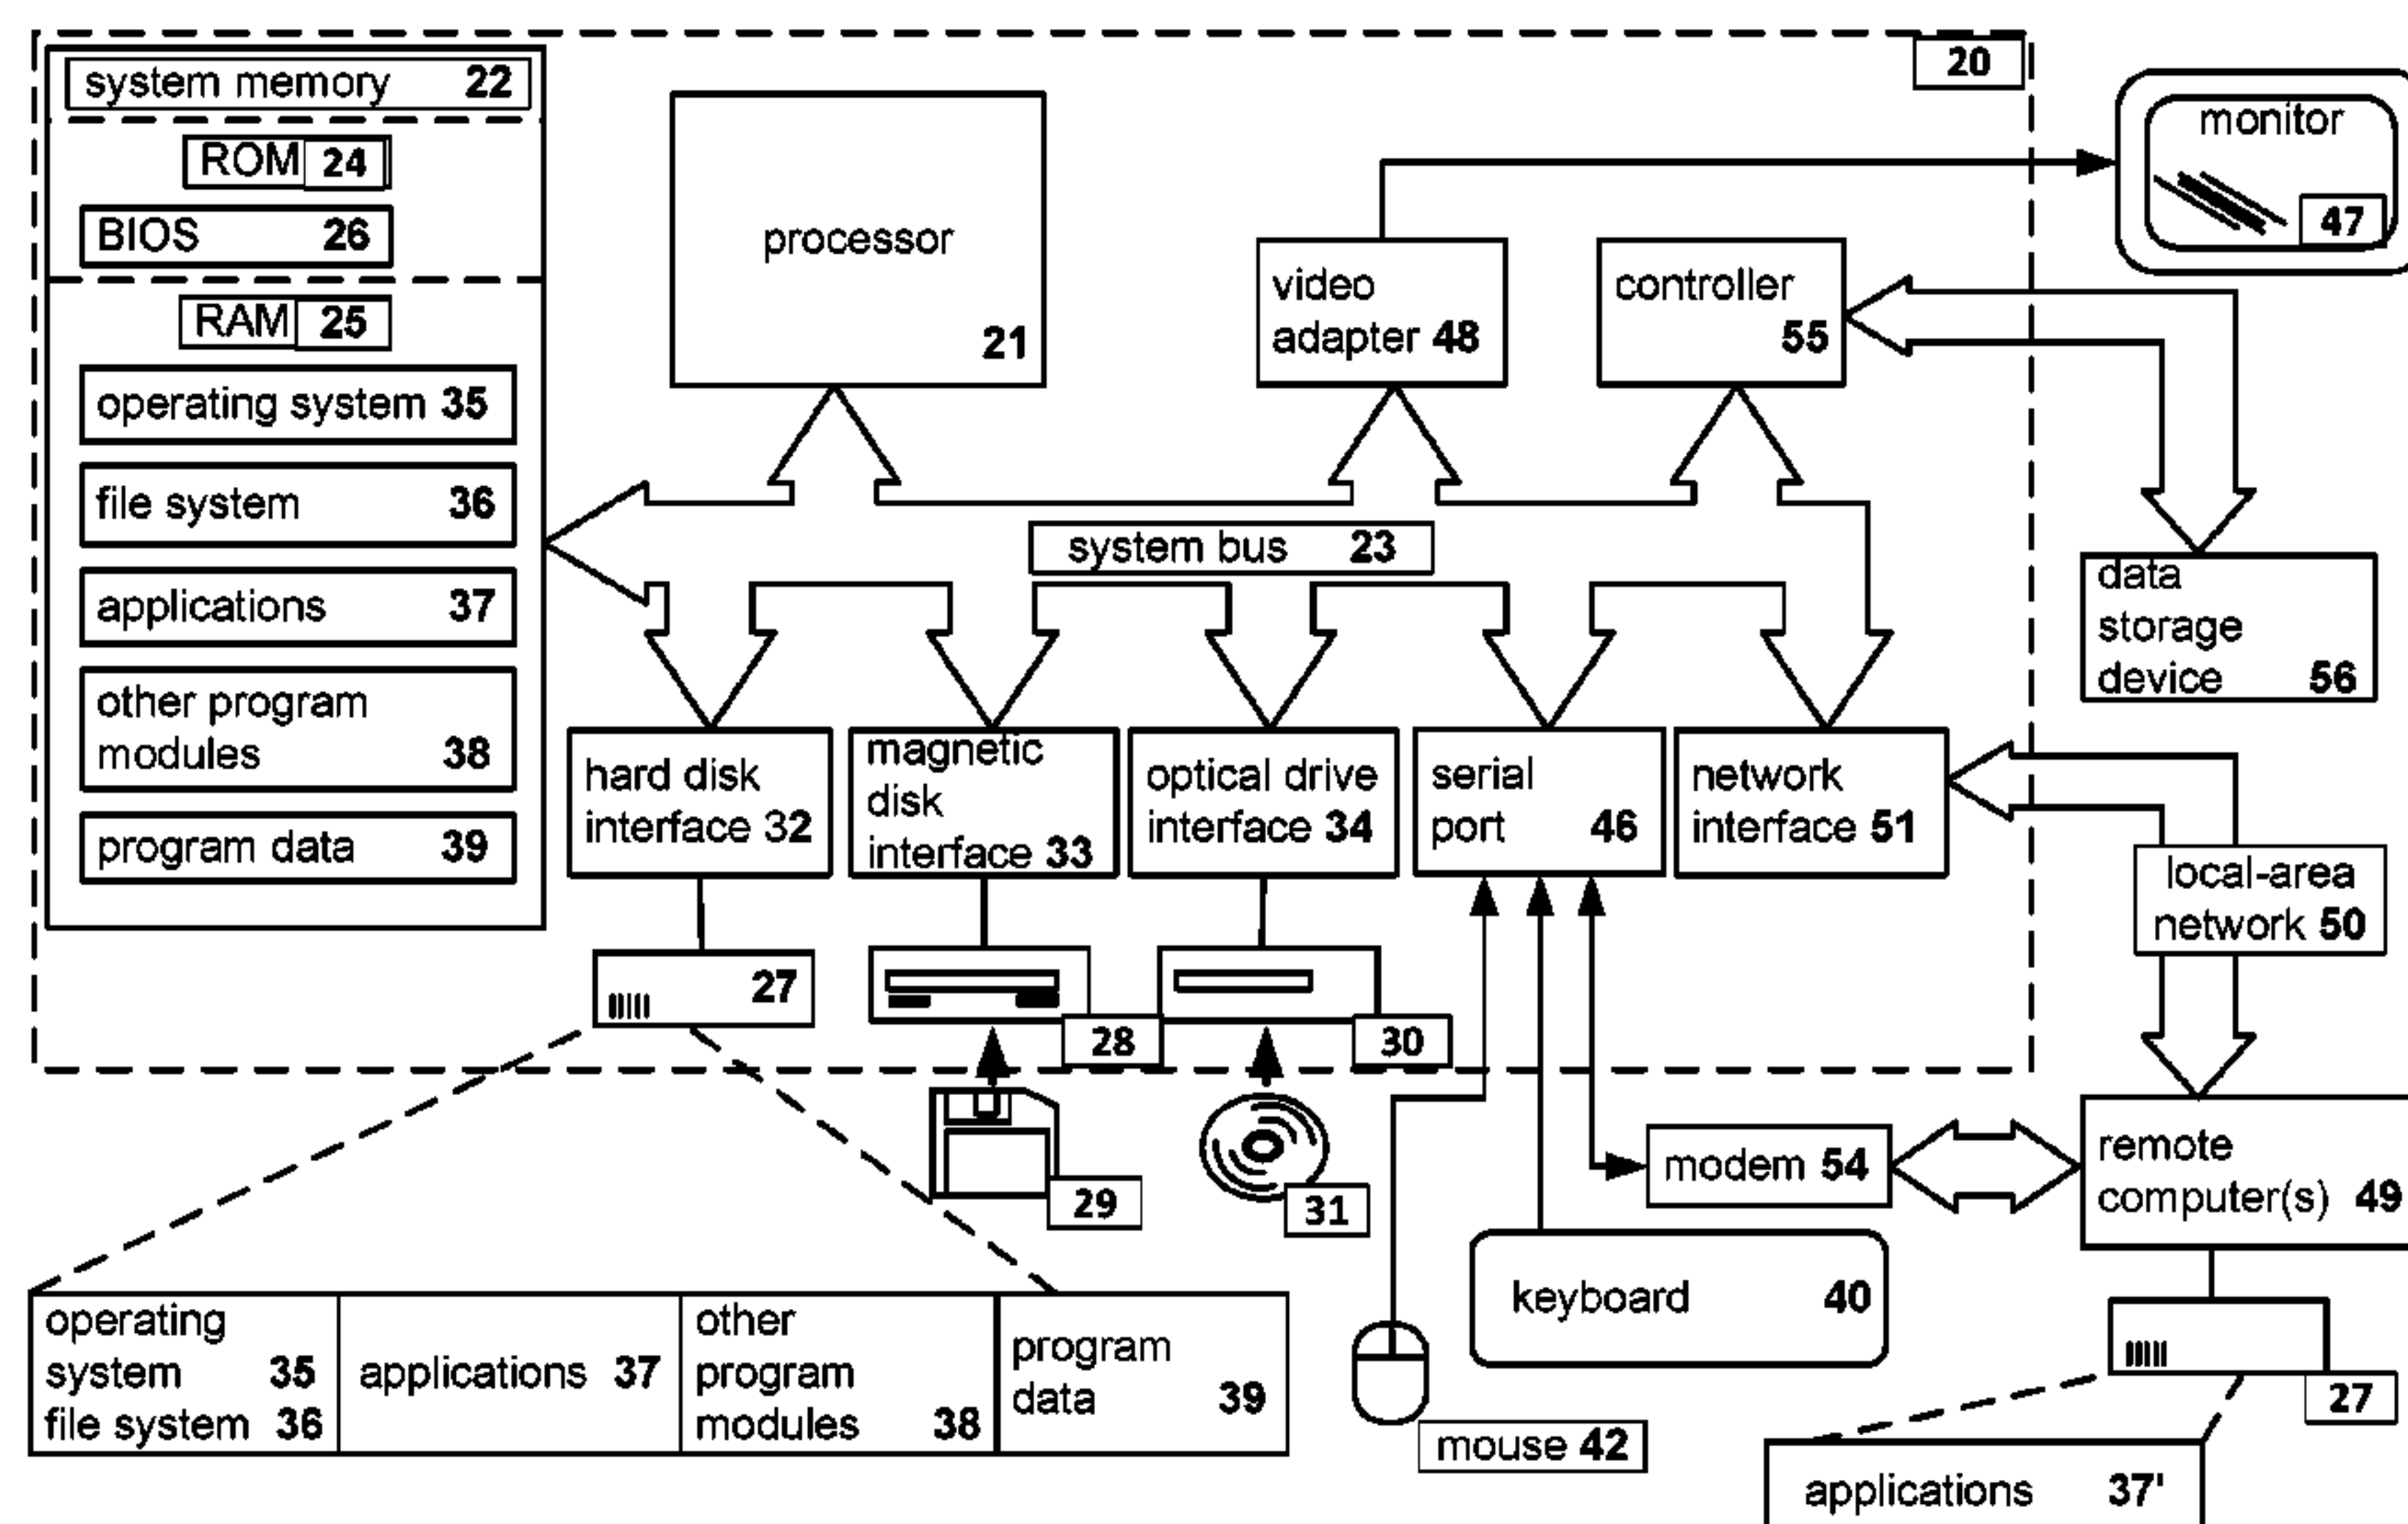 20
system memory 22
ROM 24
BIOS 26
RAM 25
operating system 35
file system 36
applications 37
other program
modules 38
program data 39
processor
21
video
adapter 48
controller
55
monitor
47
system bus 23
data
storage
device 56
hard disk
interface 32
magnetic
disk
interface 33
optical drive
interface 34
serial
port 46
network
interface 51
local-area
network 50
27
28
30
29
31
modem 54
remote
computer(s) 49
keyboard 40
mouse 42
27
operating
system 35
file system 36
applications 37
other
program
modules 38
program
data 39
applications 37'